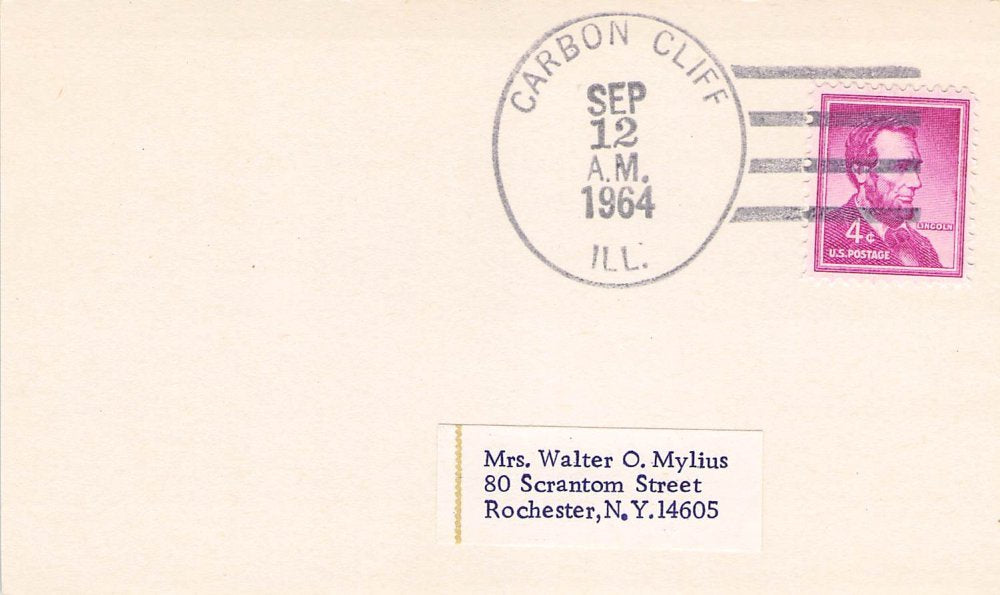 CARBON CLIFF
SEP
12
A.M.
1964
ILL.
LINCOLN
4¢
U.S. POSTAGE
Mrs. Walter O. Mylius
80 Scrantom Street
Rochester, N.Y. 14605